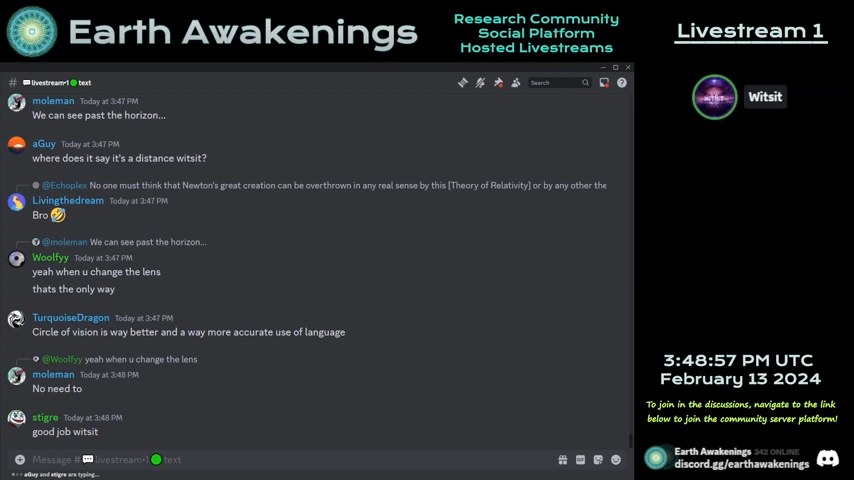 Earth Awakenings
Research Community
Social Platform
Hosted Livestreams
Livestream 1
# livestream·1 text
Search
Witsit
moleman Today at 3:47 PM
We can see past the horizon...
aGuy Today at 3:47 PM
where does it say it's a distance witsit?
@Echoplex No one must think that Newton's great creation can be overthrown in any real sense by this [Theory of Relativity] or by any other the
Livingthedream Today at 3:47 PM
Bro 🤣
@moleman We can see past the horizon...
Woolfyy Today at 3:47 PM
yeah when u change the lens
thats the only way
TurquoiseDragon Today at 3:47 PM
Circle of vision is way better and a way more accurate use of language
@Woolfyy yeah when u change the lens
moleman Today at 3:48 PM
No need to
stigre Today at 3:48 PM
good job witsit
Message # livestream·1 text
aGuy and stigre are typing...
3:48:57 PM UTC
February 13 2024
To join in the discussions, navigate to the link
below to join the community server platform!
Earth Awakenings 342 ONLINE
discord.gg/earthawakenings